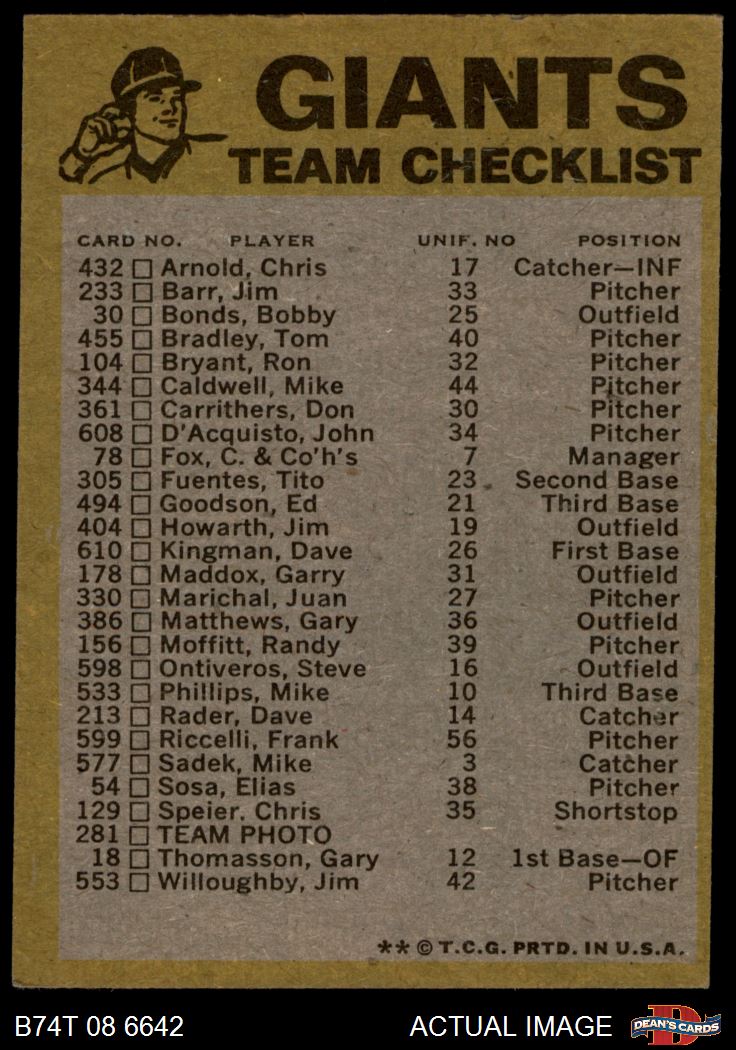 GIANTS
TEAM CHECKLIST
CARD NO. PLAYER UNIF. NO POSITION
432 Arnold, Chris 17 Catcher—INF
233 Barr, Jim 33 Pitcher
30 Bonds, Bobby 25 Outfield
455 Bradley, Tom 40 Pitcher
104 Bryant, Ron 32 Pitcher
344 Caldwell, Mike 44 Pitcher
361 Carrithers, Don 30 Pitcher
608 D'Acquisto, John 34 Pitcher
78 Fox, C. & Co'h's 7 Manager
305 Fuentes, Tito 23 Second Base
494 Goodson, Ed 21 Third Base
404 Howarth, Jim 19 Outfield
610 Kingman, Dave 26 First Base
178 Maddox, Garry 31 Outfield
330 Marichal, Juan 27 Pitcher
386 Matthews, Gary 36 Outfield
156 Moffitt, Randy 39 Pitcher
598 Ontiveros, Steve 16 Outfield
533 Phillips, Mike 10 Third Base
213 Rader, Dave 14 Catcher
599 Riccelli, Frank 56 Pitcher
577 Sadek, Mike 3 Catcher
54 Sosa, Elias 38 Pitcher
129 Speier, Chris 35 Shortstop
281 TEAM PHOTO
18 Thomasson, Gary 12 1st Base—OF
553 Willoughby, Jim 42 Pitcher
** © T.C.G. PRTD. IN U.S.A.
B74T 08 6642 ACTUAL IMAGE D DEAN'S CARDS